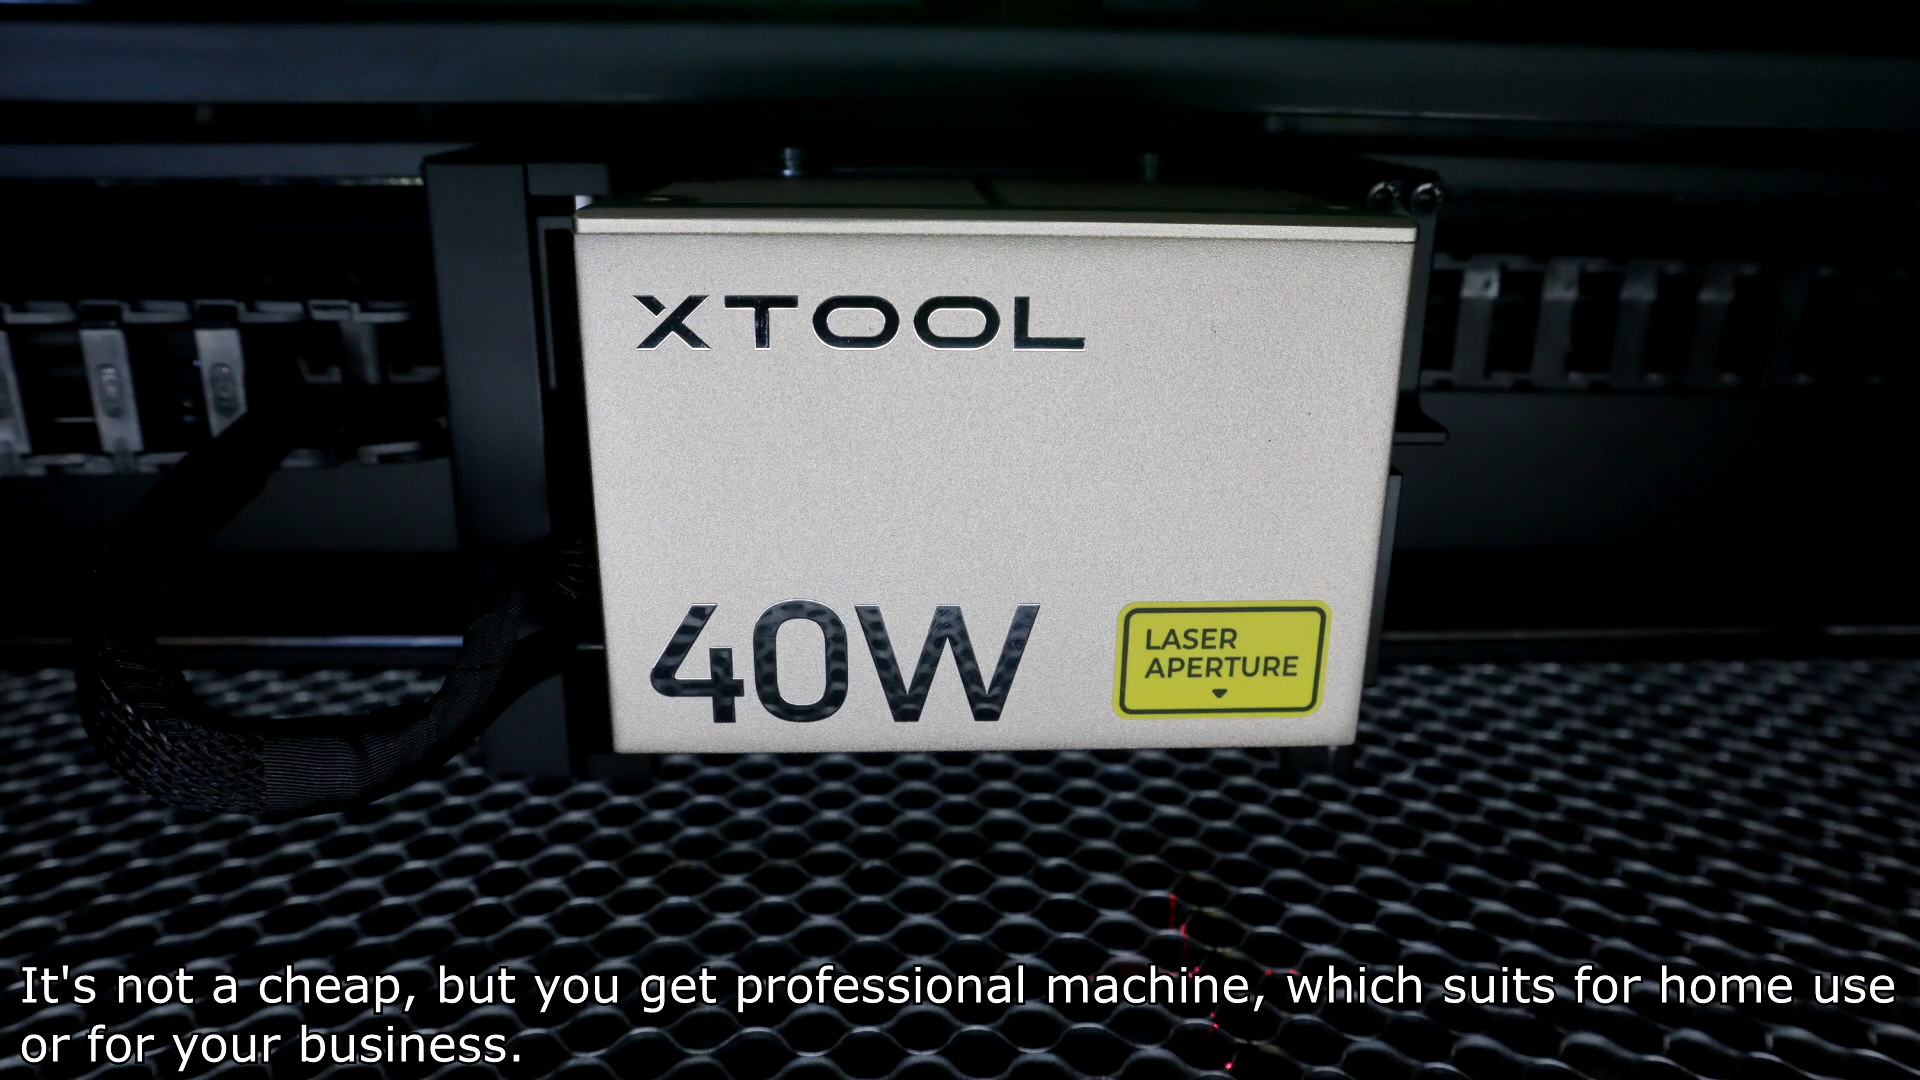 XTOOL
40W
LASER
APERTURE
It's not a cheap, but you get professional machine, which suits for home use
or for your business.